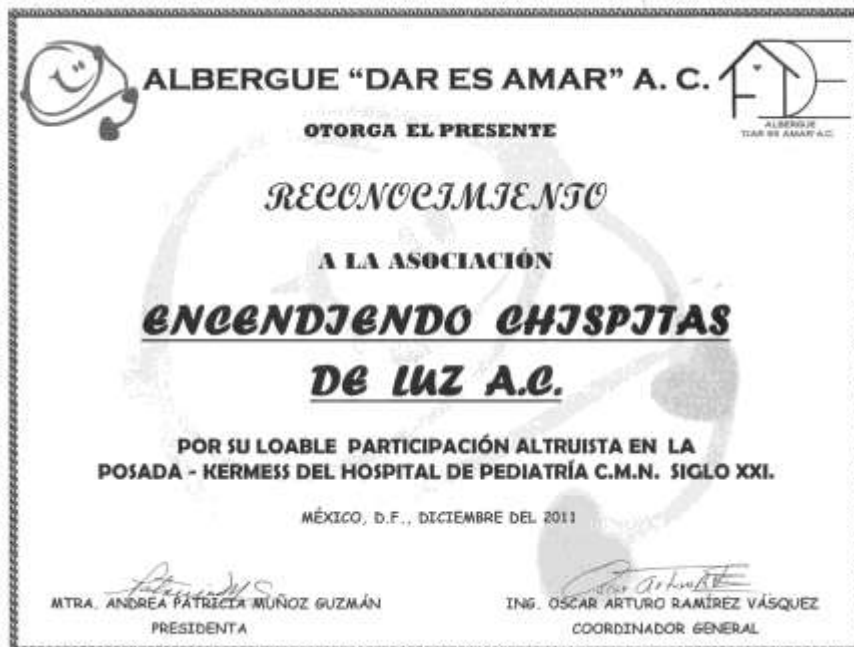 ALBERGUE "DAR ES AMAR" A. C.
ALBERGUE
"DAR ES AMAR" A.C.
OTORGA EL PRESENTE
RECONOCIMIENTO
A LA ASOCIACIÓN
ENCENDIENDO CHISPITAS
DE LUZ A.C.
POR SU LOABLE PARTICIPACIÓN ALTRUISTA EN LA
POSADA - KERMESS DEL HOSPITAL DE PEDIATRÍA C.M.N. SIGLO XXI.
MÉXICO, D.F., DICIEMBRE DEL 2011
MTRA. ANDREA PATRICIA MUÑOZ GUZMÁN
PRESIDENTA
ING. OSCAR ARTURO RAMÍREZ VÁSQUEZ
COORDINADOR GENERAL